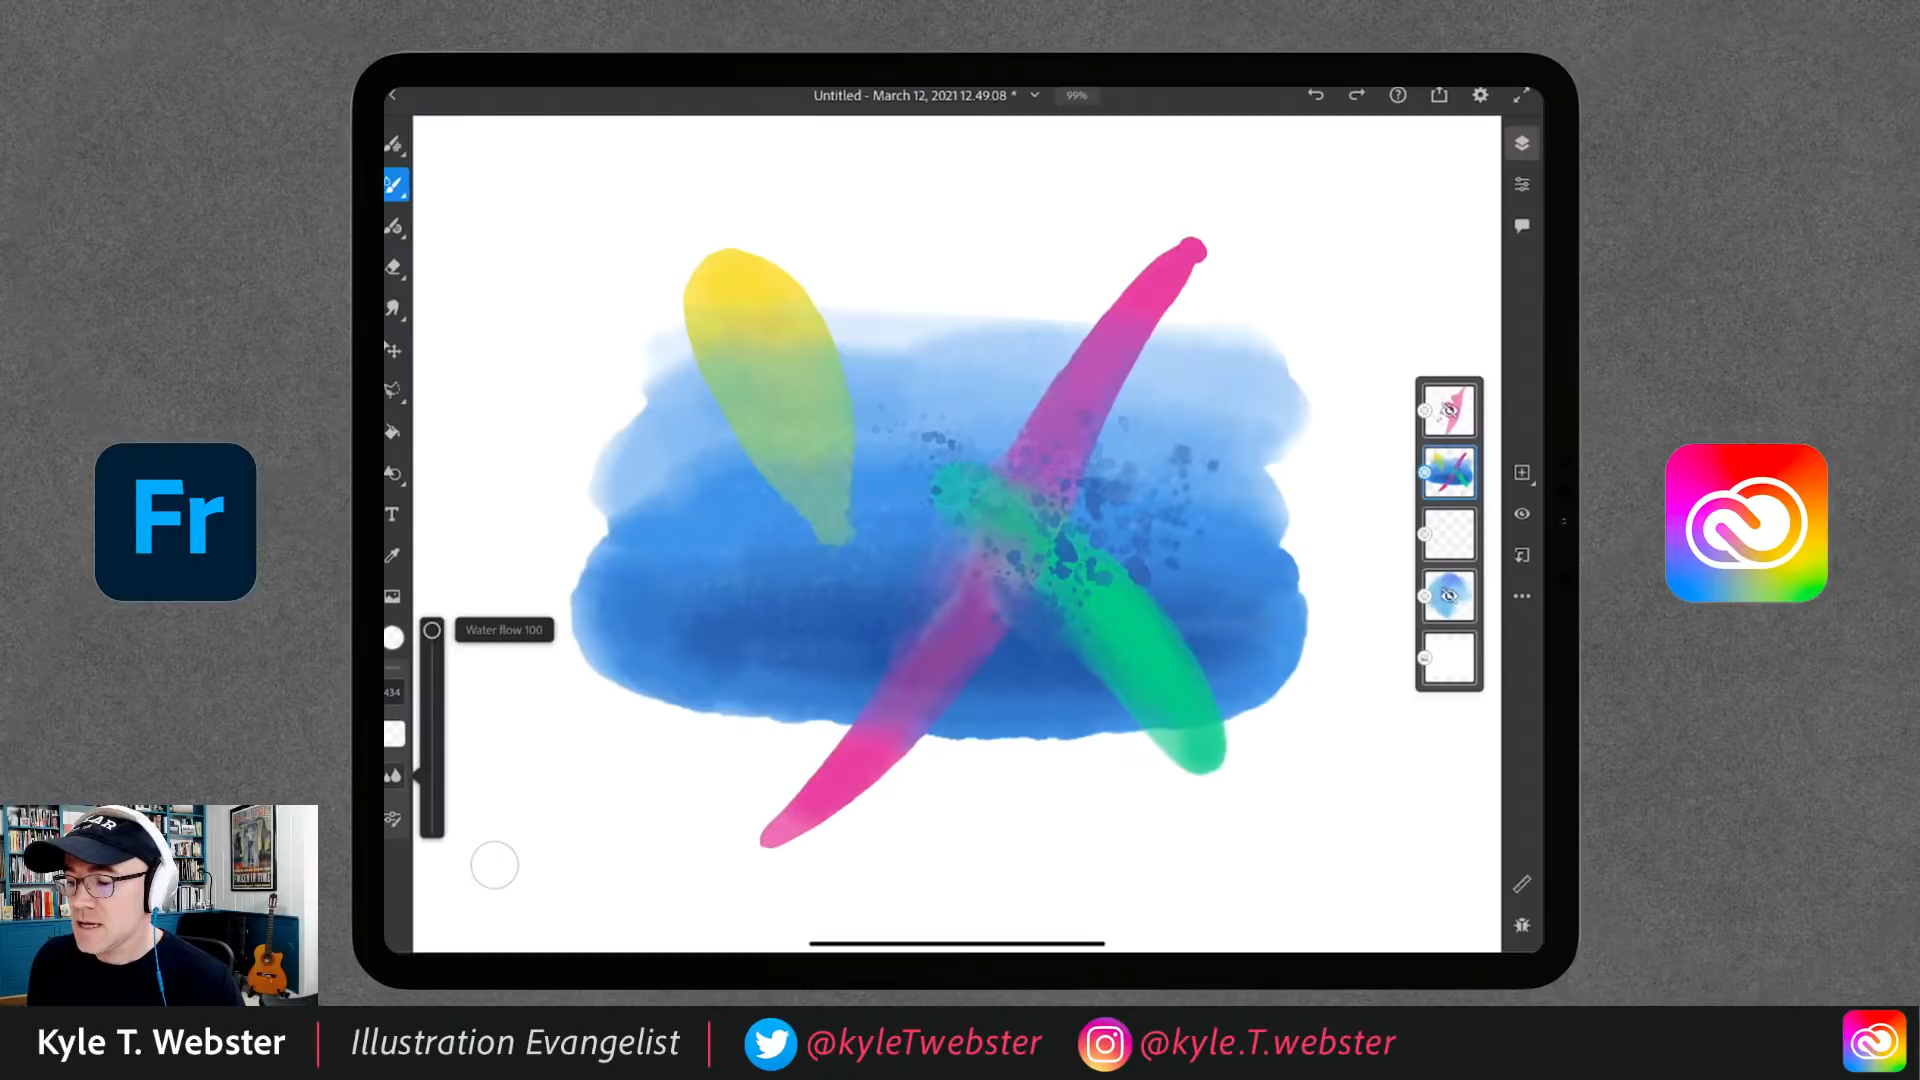 Untitled - March 12, 2021 12.49.08 *
99%
Fr
T
Water flow 100
434
Kyle T. Webster
Illustration Evangelist
@kyleTwebster
@kyle.T.webster